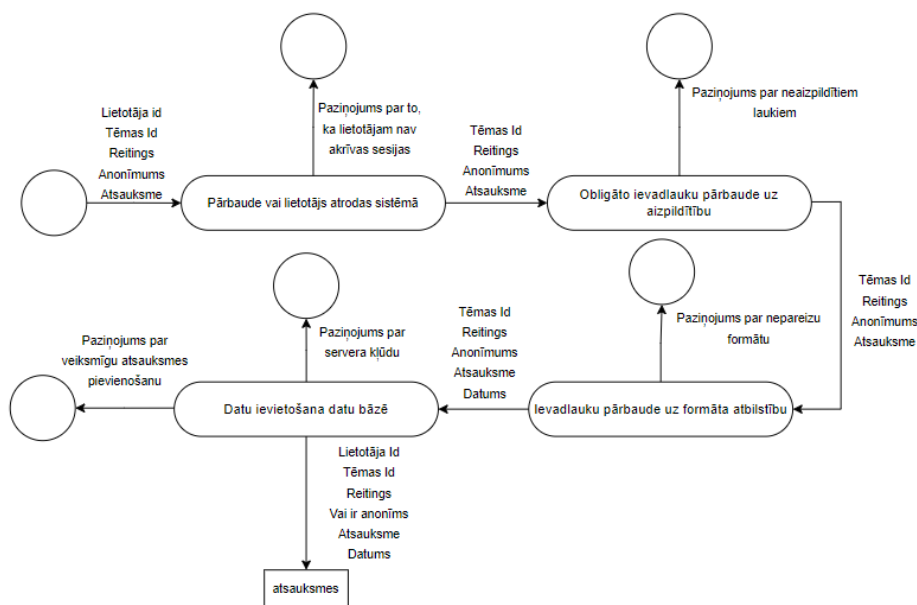 Lietotāja id
Tēmas Id
Reitings
Anonīmums
Atsauksme
Paziņojums par to,
ka lietotājam nav
akrīvas sesijas
Pārbaude vai lietotājs atrodas sistēmā
Tēmas Id
Reitings
Anonīmums
Atsauksme
Paziņojums par neaizpildītiem
laukiem
Obligāto ievadlauku pārbaude uz
aizpildītību
Tēmas Id
Reitings
Anonīmums
Atsauksme
Paziņojums par nepareizu
formātu
Ievadlauku pārbaude uz formāta atbilstību
Tēmas Id
Reitings
Anonīmums
Atsauksme
Datums
Paziņojums par
servera kļūdu
Datu ievietošana datu bāzē
Paziņojums par
veiksmīgu atsauksmes
pievienošanu
Lietotāja Id
Tēmas Id
Reitings
Vai ir anonīms
Atsauksme
Datums
atsauksmes